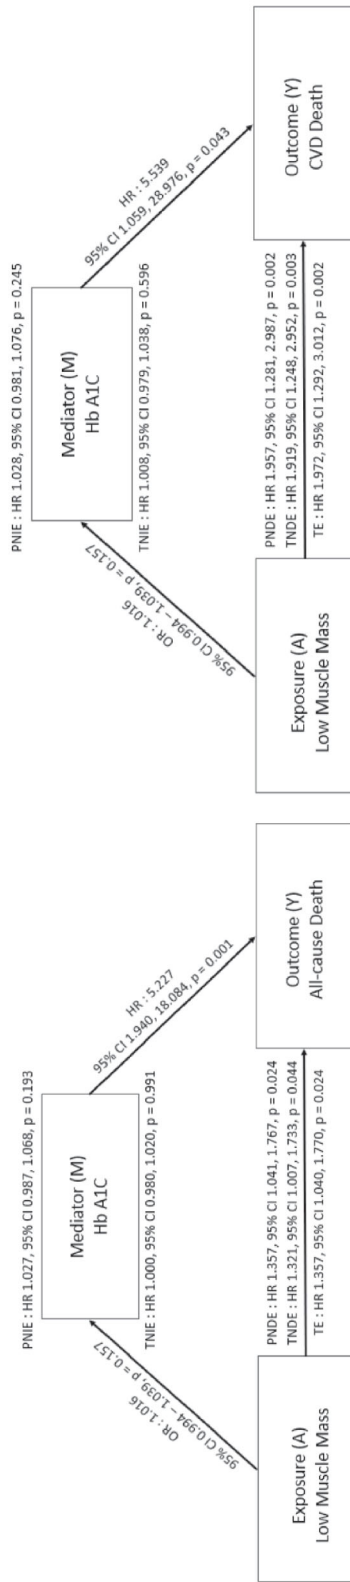 PNIE : HR 1.027, 95% CI 0.987, 1.068, p = 0.193
Mediator (M)
Hb A1C
TNIE : HR 1.000, 95% CI 0.980, 1.020, p = 0.991
OR : 1.016
95% CI 0.994 – 1.039, p = 0.157
HR : 5.227
95% CI 1.940, 18.084, p = 0.001
Exposure (A)
Low Muscle Mass
PNDE : HR 1.357, 95% CI 1.041, 1.767, p = 0.024
TNDE : HR 1.321, 95% CI 1.007, 1.733, p = 0.044
TE : HR 1.357, 95% CI 1.040, 1.770, p = 0.024
Outcome (Y)
All-cause Death
PNIE : HR 1.028, 95% CI 0.981, 1.076, p = 0.245
Mediator (M)
Hb A1C
TNIE : HR 1.008, 95% CI 0.979, 1.038, p = 0.596
OR : 1.016
95% CI 0.994 – 1.039, p = 0.157
HR : 5.539
95% CI 1.059, 28.976, p = 0.043
Exposure (A)
Low Muscle Mass
PNDE : HR 1.957, 95% CI 1.281, 2.987, p = 0.002
TNDE : HR 1.919, 95% CI 1.248, 2.952, p = 0.003
TE : HR 1.972, 95% CI 1.292, 3.012, p = 0.002
Outcome (Y)
CVD Death